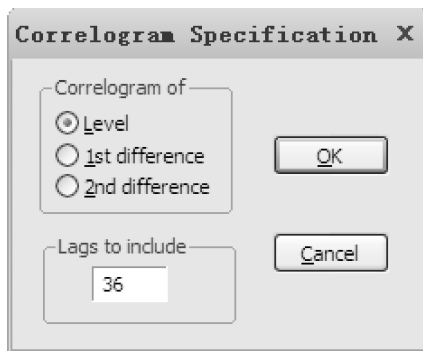 Correlogram Specification X
Correlogram of
Level
1st difference
2nd difference
OK
Lags to include
36
Cancel